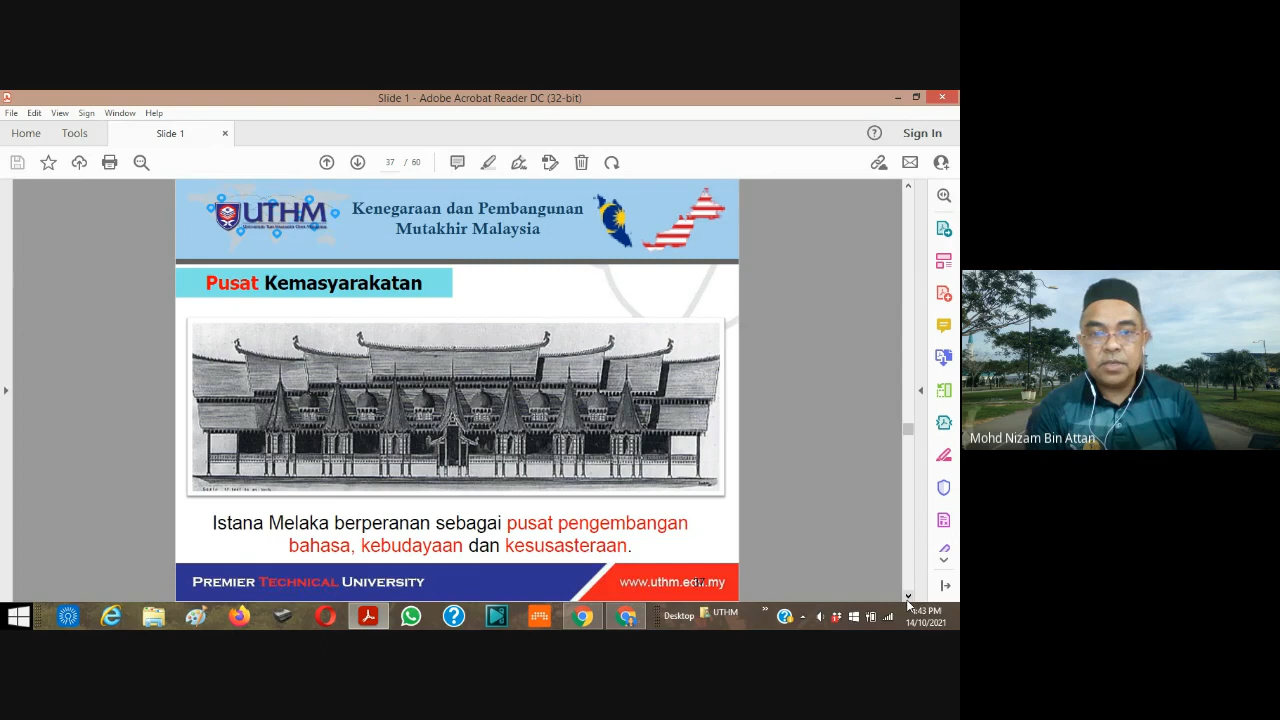 Slide 1 - Adobe Acrobat Reader DC (32-bit)
File Edit View Sign Window Help
Home Tools Slide 1 Sign In
37 / 60
UTHM
Kenegaraan dan Pembangunan
Mutakhir Malaysia
Pusat Kemasyarakatan
Istana Melaka berperanan sebagai pusat pengembangan
bahasa, kebudayaan dan kesusasteraan.
PREMIER TECHNICAL UNIVERSITY
www.uthm.edu.my
Mohd Nizam Bin Attan
Desktop UTHM
:43 PM
14/10/2021